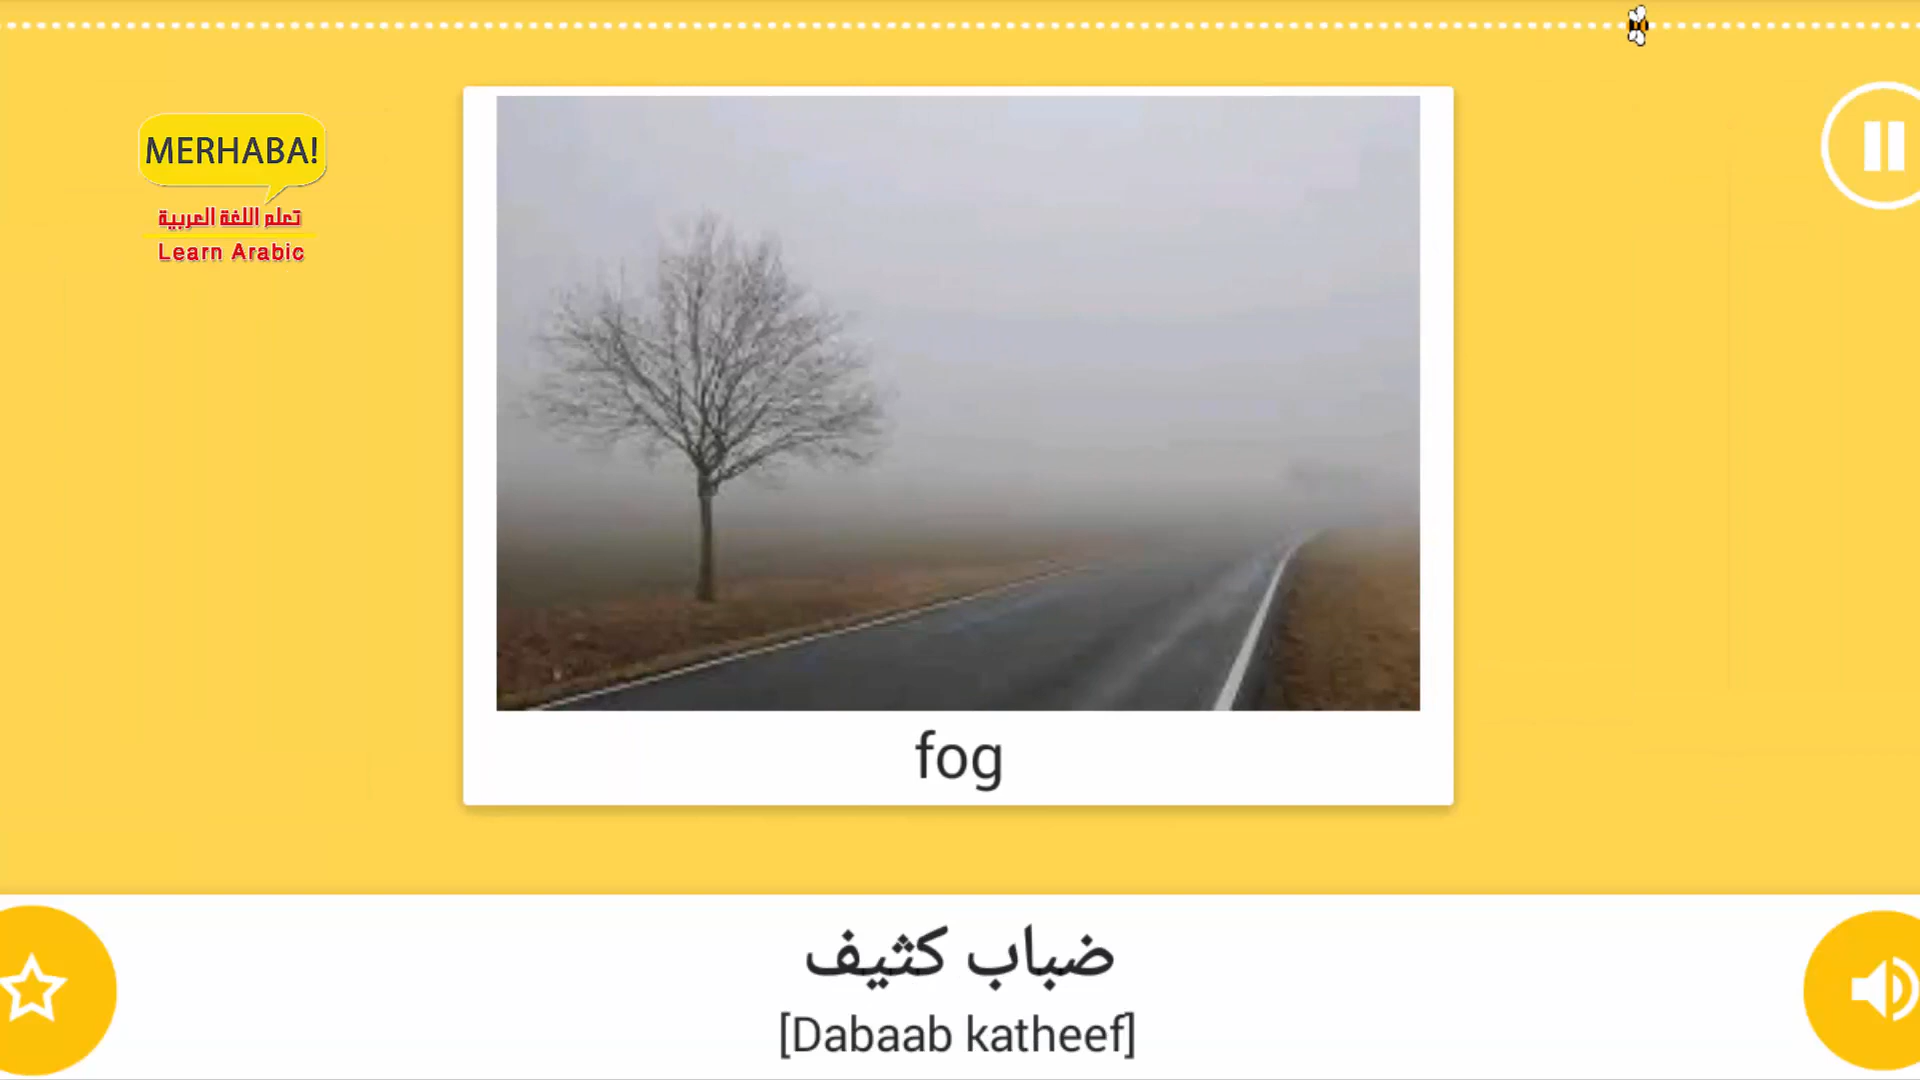 MERHABA!
تعلم اللغة العربية
Learn Arabic
fog
ضباب كثيف
[Dabaab katheef]